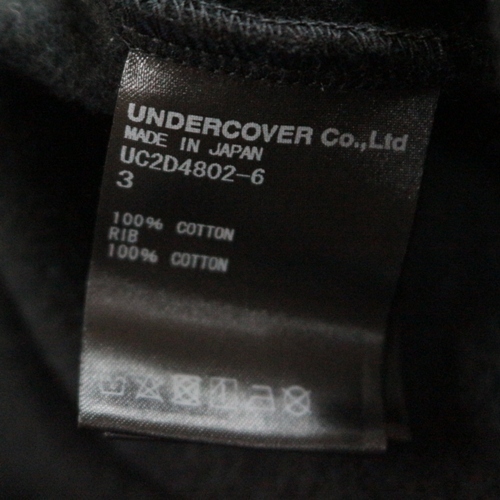 UNDERCOVER Co.,Ltd
MADE IN JAPAN
UC2D4802-6
3
100% COTTON
RIB
100% COTTON